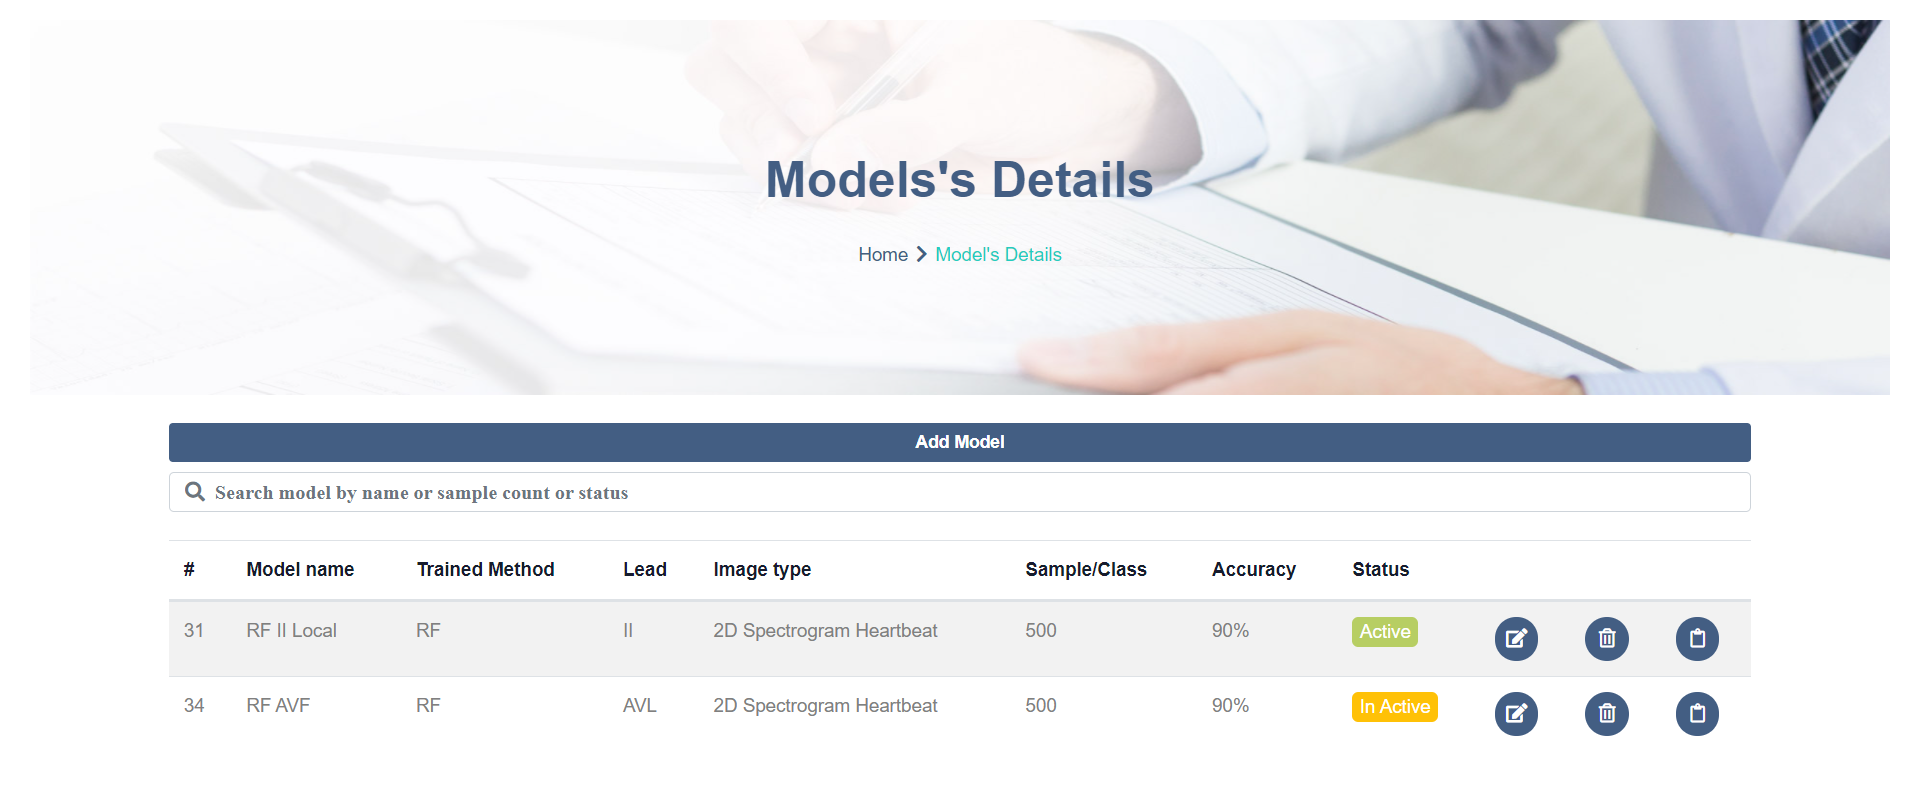 Models's Details
Home Model's Details
Add Model
Search model by name or sample count or status
# Model name Trained Method Lead Image type Sample/Class Accuracy Status
31 RF II Local RF II 2D Spectrogram Heartbeat 500 90% Active
34 RF AVF RF AVL 2D Spectrogram Heartbeat 500 90% In Active